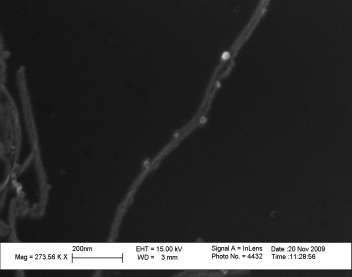 200nm
Mag = 273.56 K X
EHT = 15.00 kV
WD = 3 mm
Signal A = InLens
Photo No. = 4432
Date :20 Nov 2009
Time :11:28:56